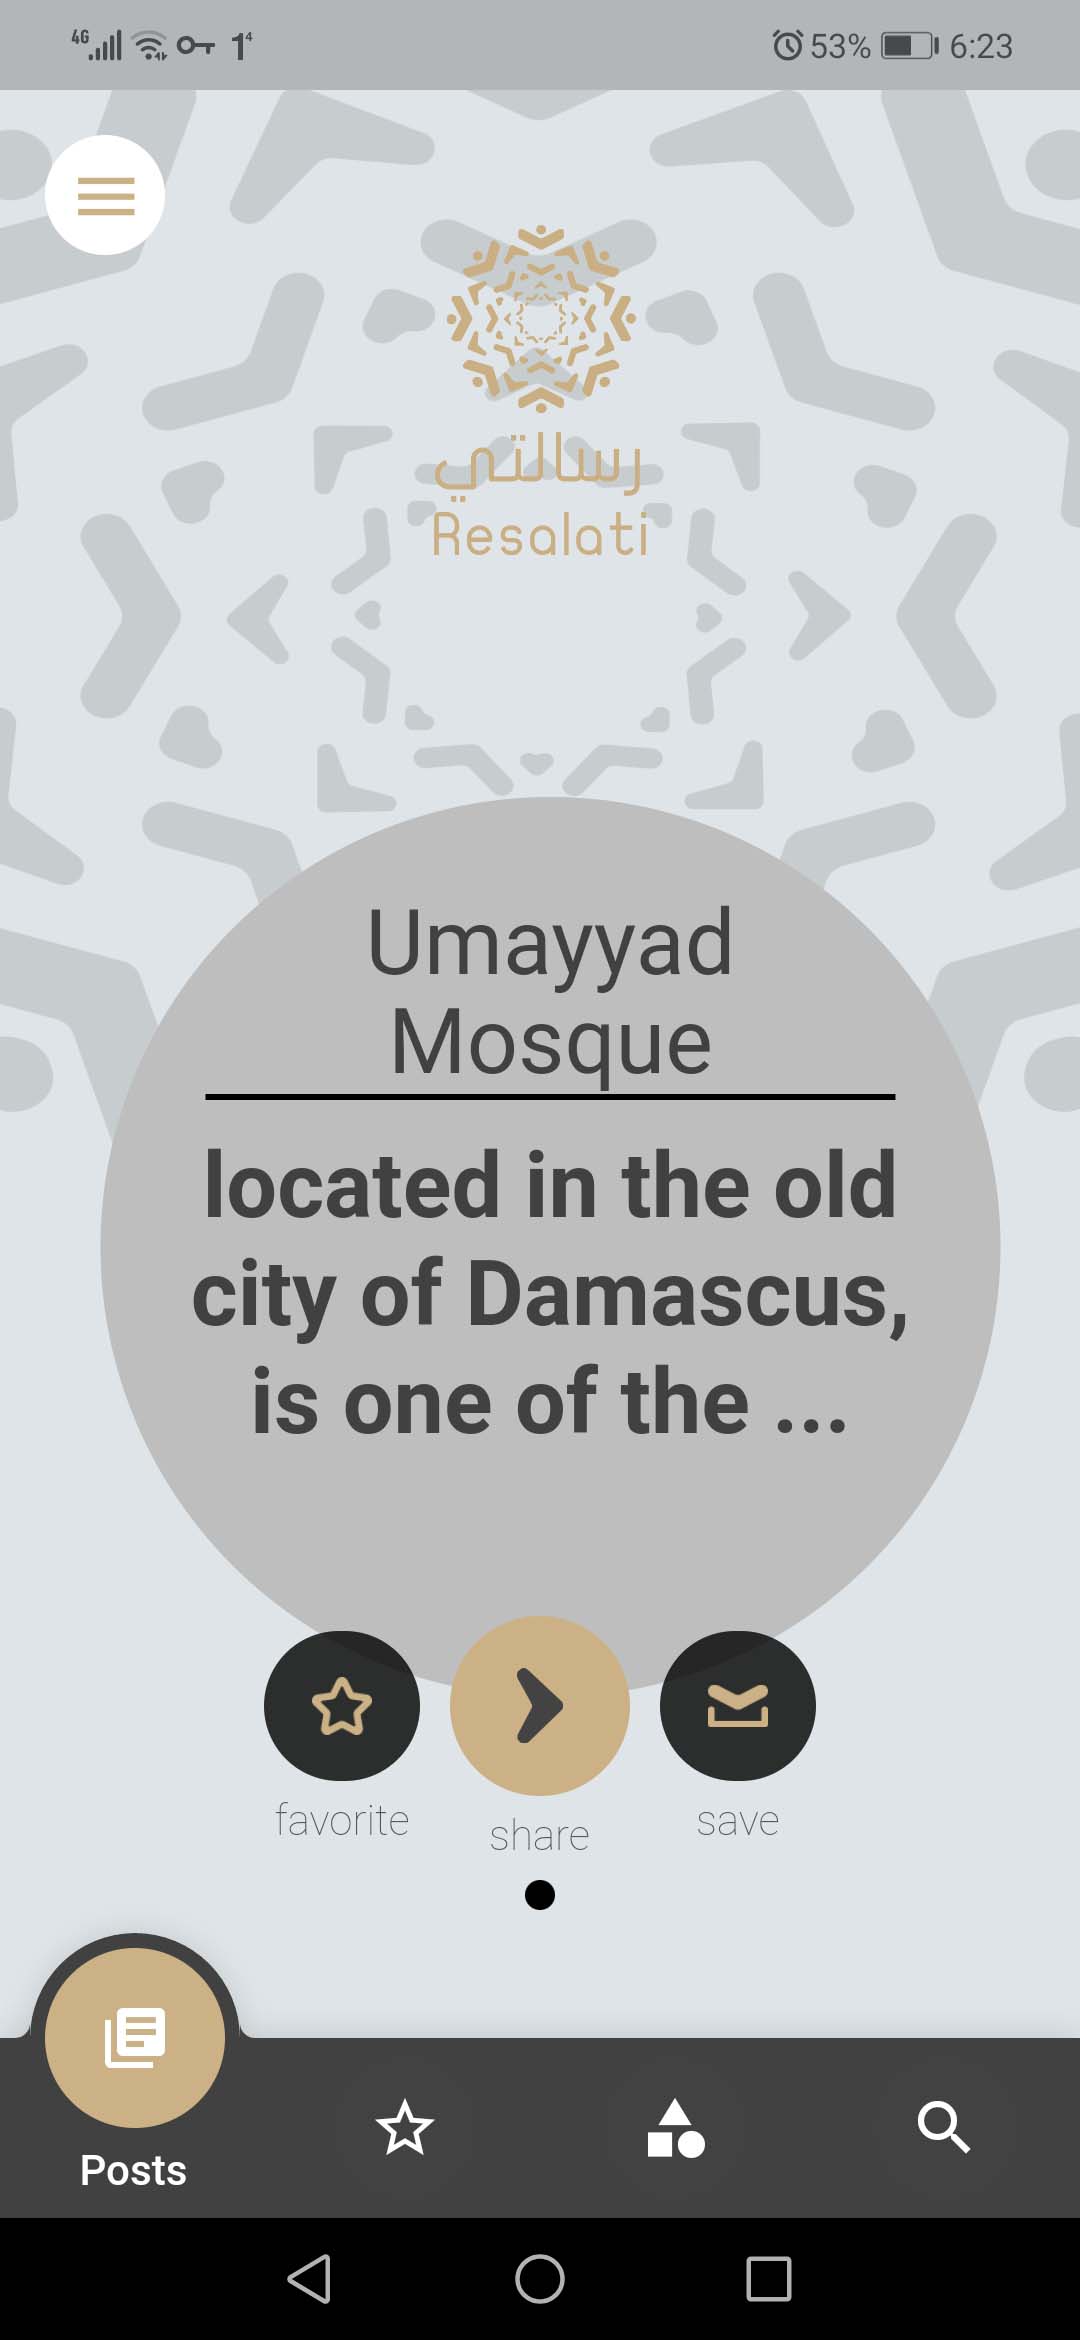 4G 1⁴ 53% 6:23
رسالتي
Resalati
Umayyad
Mosque
located in the old
city of Damascus,
is one of the ...
favorite share save
Posts